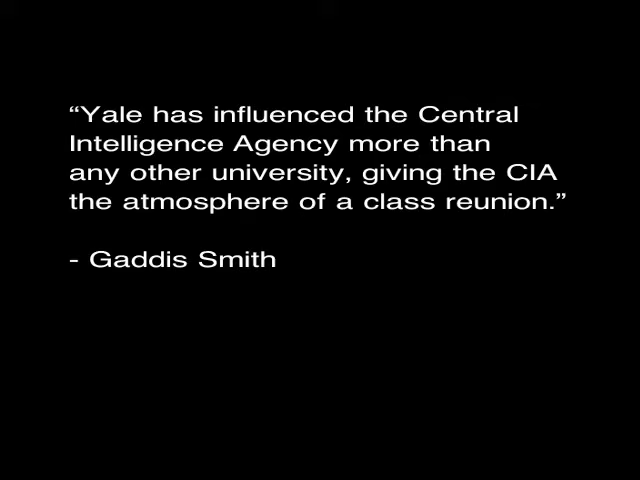 “Yale has influenced the Central
Intelligence Agency more than
any other university, giving the CIA
the atmosphere of a class reunion.”
- Gaddis Smith